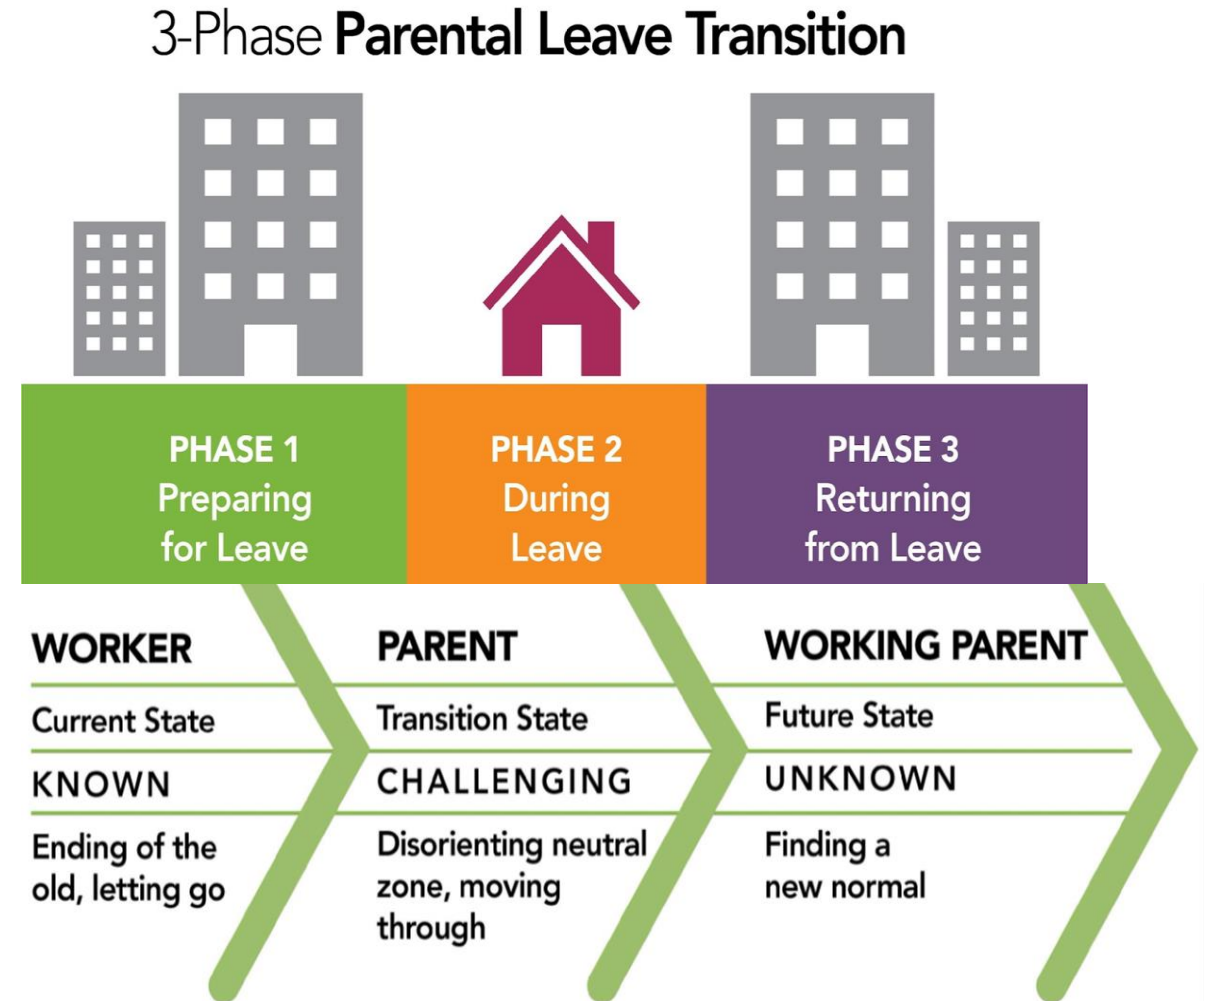 3-Phase Parental Leave Transition
PHASE 1
Preparing
for Leave
PHASE 2
During
Leave
PHASE 3
Returning
from Leave
WORKER
Current State
KNOWN
Ending of the
old, letting go
PARENT
Transition State
CHALLENGING
Disorienting neutral
zone, moving
through
WORKING PARENT
Future State
UNKNOWN
Finding a
new normal